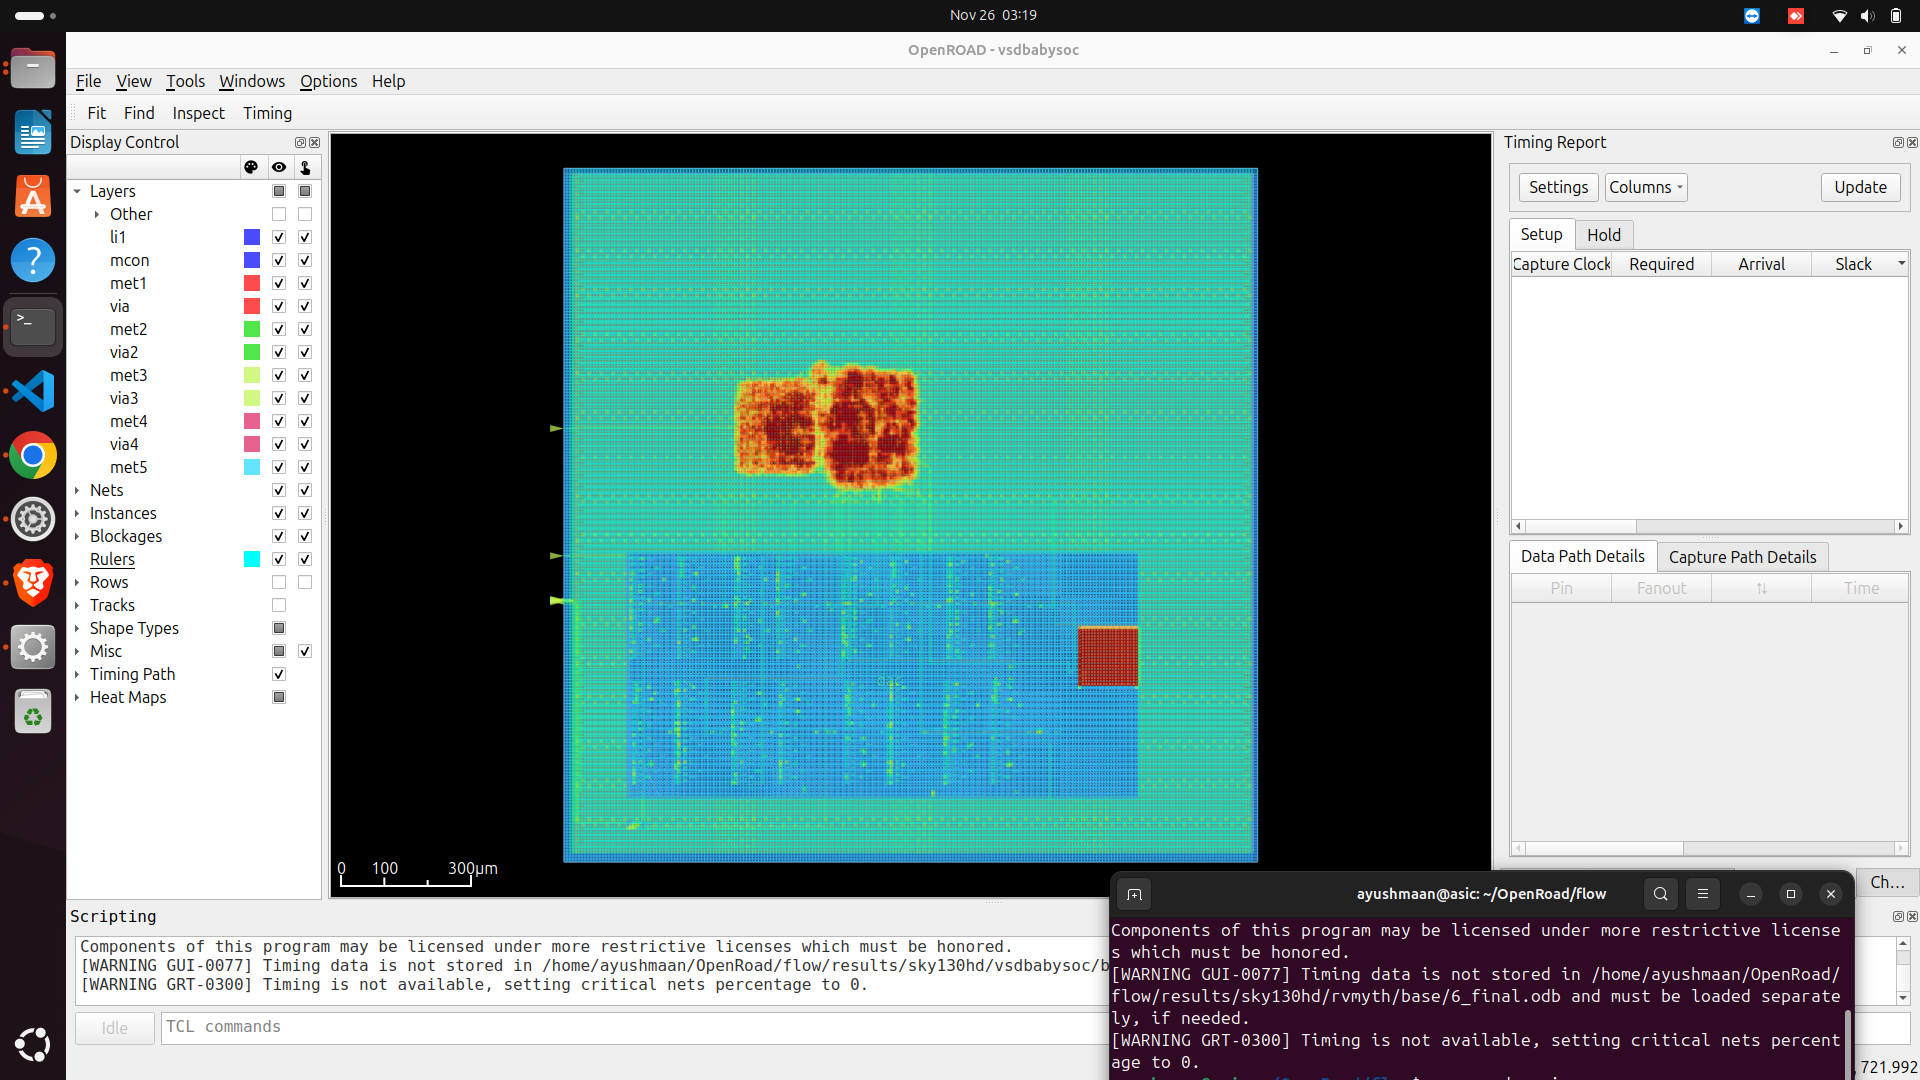 Nov 26 03:19
OpenROAD - vsdbabysoc
File View Tools Windows Options Help
Fit Find Inspect Timing
Display Control
Layers
Other
li1
mcon
met1
via
met2
via2
met3
via3
met4
via4
met5
Nets
Instances
Blockages
Rulers
Rows
Tracks
Shape Types
Misc
Timing Path
Heat Maps
0 100 300μm
Timing Report
Settings Columns Update
Setup Hold
Capture Clock Required Arrival Slack
Data Path Details Capture Path Details
Pin Fanout ⇅ Time
Ch...
Scripting
Components of this program may be licensed under more restrictive licenses which must be honored.
[WARNING GUI-0077] Timing data is not stored in /home/ayushmaan/OpenRoad/flow/results/sky130hd/vsdbabysoc/b
[WARNING GRT-0300] Timing is not available, setting critical nets percentage to 0.
Idle TCL commands
ayushmaan@asic: ~/OpenRoad/flow
Components of this program may be licensed under more restrictive license
s which must be honored.
[WARNING GUI-0077] Timing data is not stored in /home/ayushmaan/OpenRoad/
flow/results/sky130hd/rvmyth/base/6_final.odb and must be loaded separate
ly, if needed.
[WARNING GRT-0300] Timing is not available, setting critical nets percent
age to 0.
721.992